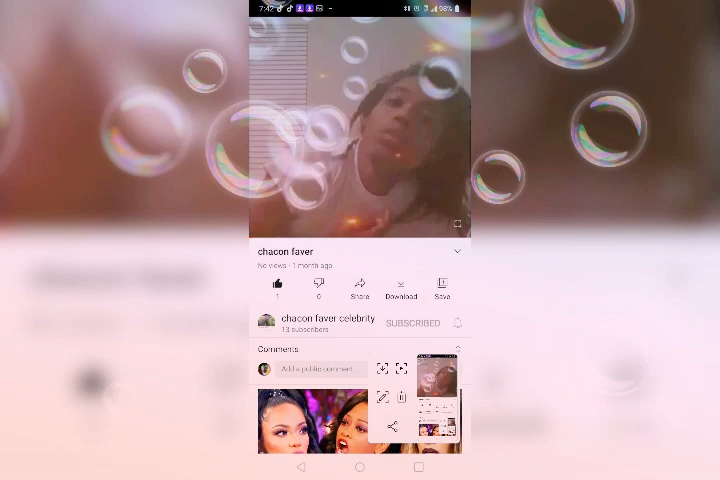 7:42
98%
chacon faver
No views · 1 month ago
1
0
Share
Download
Save
chacon faver celebrity
SUBSCRIBED
13 subscribers
Comments
Add a public comment...